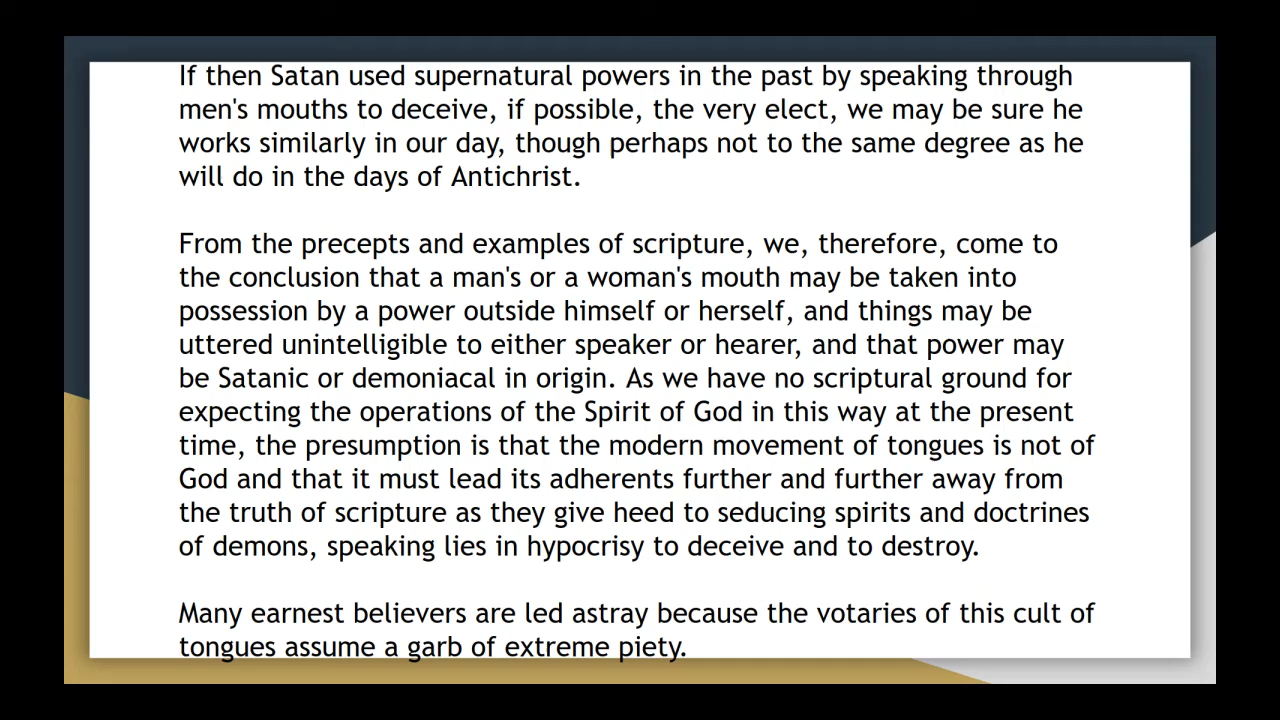 If then Satan used supernatural powers in the past by speaking through
men's mouths to deceive, if possible, the very elect, we may be sure he
works similarly in our day, though perhaps not to the same degree as he
will do in the days of Antichrist.
From the precepts and examples of scripture, we, therefore, come to
the conclusion that a man's or a woman's mouth may be taken into
possession by a power outside himself or herself, and things may be
uttered unintelligible to either speaker or hearer, and that power may
be Satanic or demoniacal in origin. As we have no scriptural ground for
expecting the operations of the Spirit of God in this way at the present
time, the presumption is that the modern movement of tongues is not of
God and that it must lead its adherents further and further away from
the truth of scripture as they give heed to seducing spirits and doctrines
of demons, speaking lies in hypocrisy to deceive and to destroy.
Many earnest believers are led astray because the votaries of this cult of
tongues assume a garb of extreme piety.